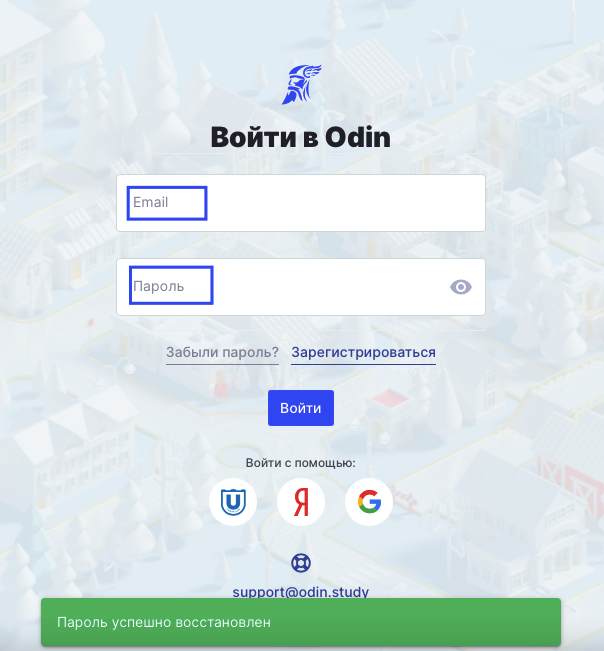 Войти в Odin
Email
Пароль
Забыли пароль? Зарегистрироваться
Войти
Войти с помощью:
U Я G
support@odin.study
Пароль успешно восстановлен